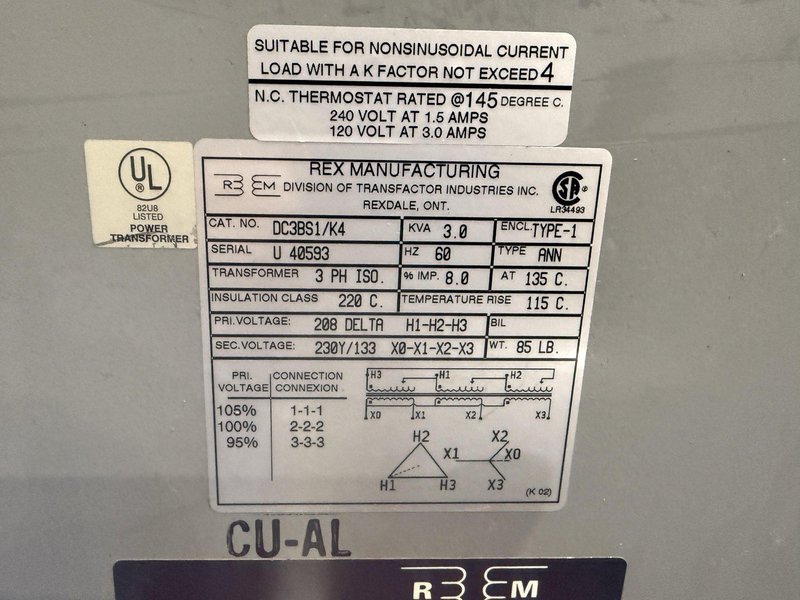 SUITABLE FOR NONSINUSOIDAL CURRENT
LOAD WITH A K FACTOR NOT EXCEED 4
N.C. THERMOSTAT RATED @145 DEGREE C.
240 VOLT AT 1.5 AMPS
120 VOLT AT 3.0 AMPS
UL
®
82U8
LISTED
POWER
TRANSFORMER
REX MANUFACTURING
R M DIVISION OF TRANSFACTOR INDUSTRIES INC.
REXDALE, ONT.
SA ®
LR34493
CAT. NO. DC3BS1/K4 KVA 3.0 ENCL. TYPE-1
SERIAL U 40593 HZ 60 TYPE ANN
TRANSFORMER 3 PH ISO. % IMP. 8.0 AT 135 C.
INSULATION CLASS 220 C. TEMPERATURE RISE 115 C.
PRI.VOLTAGE: 208 DELTA H1-H2-H3 BIL
SEC.VOLTAGE: 230Y/133 X0-X1-X2-X3 WT. 85 LB.
PRI. VOLTAGE CONNECTION CONNEXION
105% 1-1-1
100% 2-2-2
95% 3-3-3
H3 H1 H2
X0 X1 X2 X3
H2 X2
X1 X0
H1 H3 X3
(K 02)
CU-AL
R M